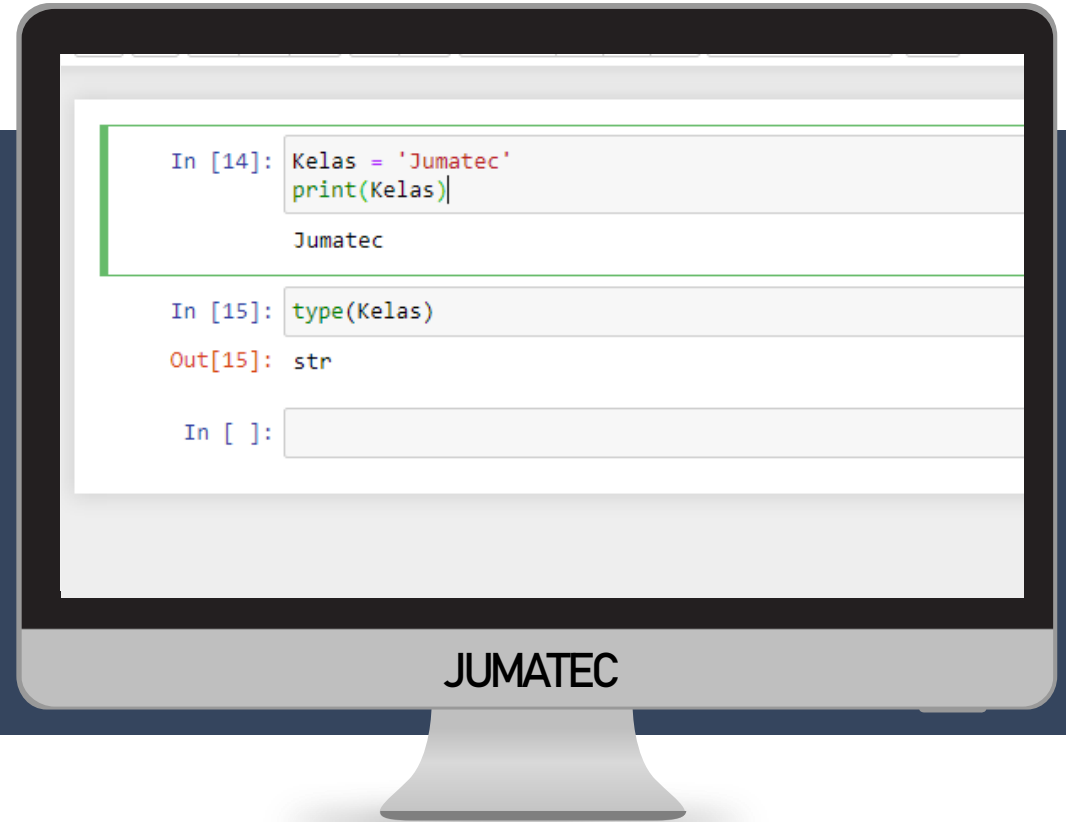 In [14]: Kelas = 'Jumatec'
print(Kelas)
Jumatec
In [15]: type(Kelas)
Out[15]: str
In [ ]:
JUMATEC